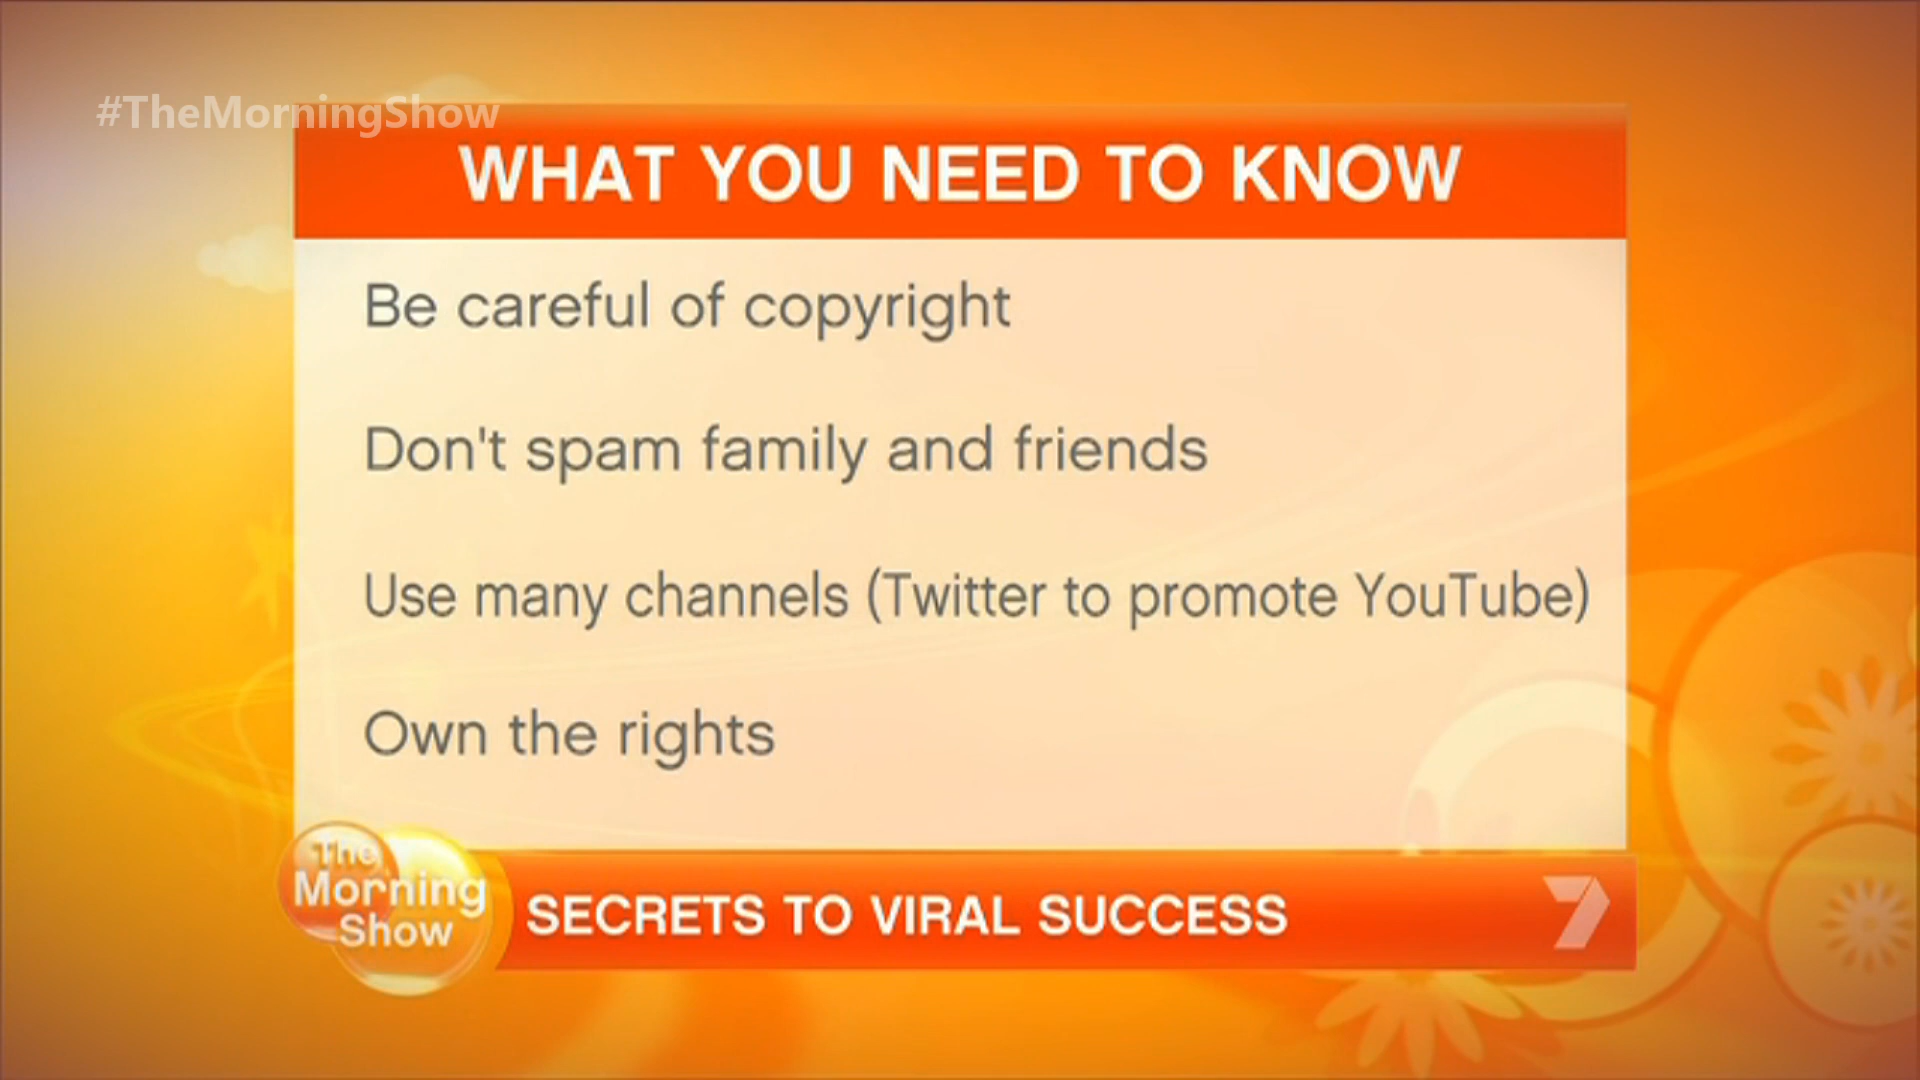 #TheMorningShow
WHAT YOU NEED TO KNOW
Be careful of copyright
Don't spam family and friends
Use many channels (Twitter to promote YouTube)
Own the rights
The
Morning
Show
SECRETS TO VIRAL SUCCESS
7